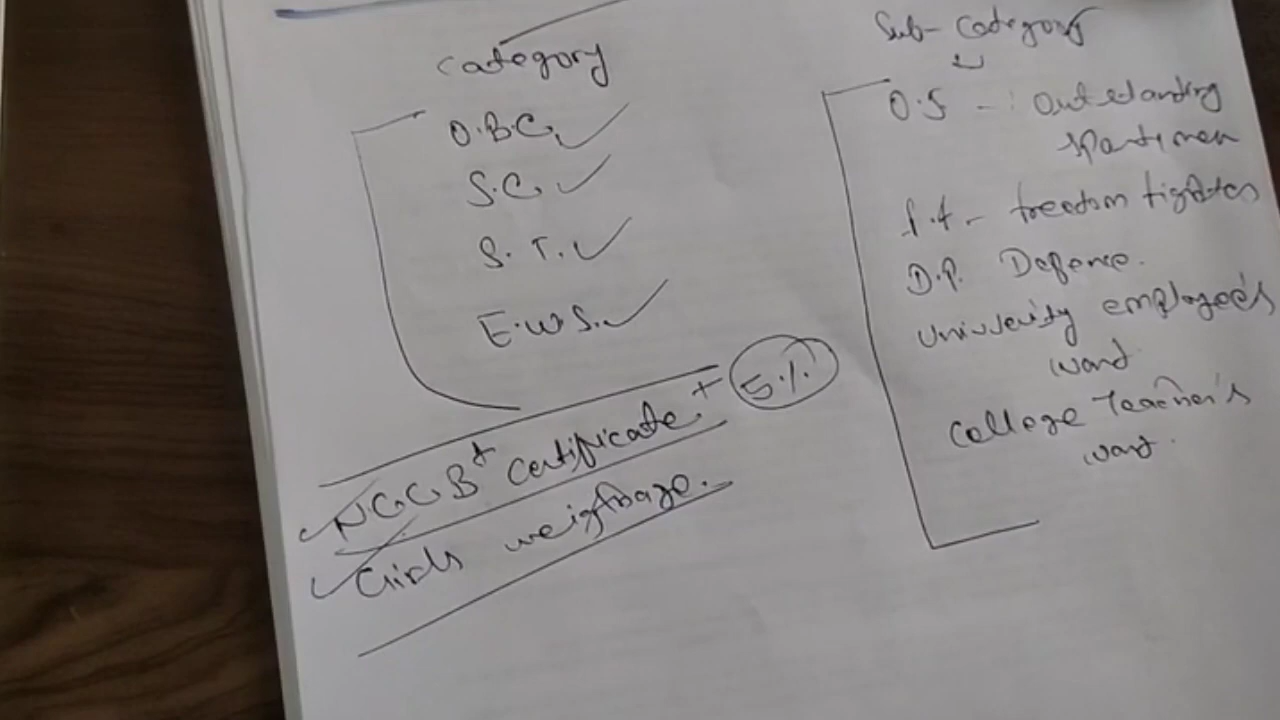 Category
O.B.C.
S.C.
S.T.
E.W.S.
N.C.C B+ Certificate.+ 5%
Girls weightage.
Sub-Category
O.S - Outstanding
Sportsmen
f.f. - freedom fighters
D.P. Defence.
University employee's
ward
College Teacher's
ward.